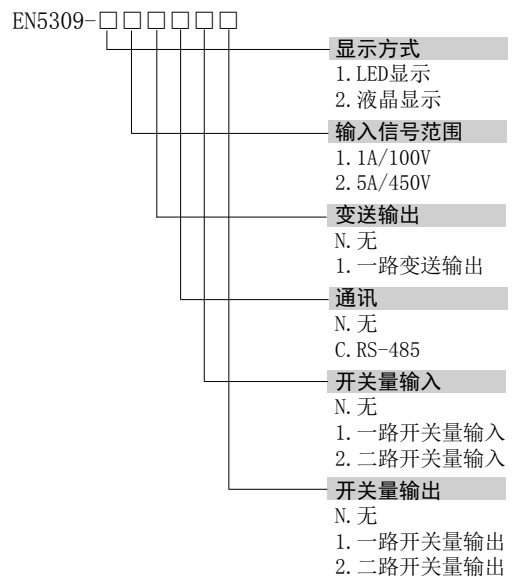 EN5309-□□□□□□
显示方式
1.LED显示
2.液晶显示
输入信号范围
1.1A/100V
2.5A/450V
变送输出
N.无
1.一路变送输出
通讯
N.无
C.RS-485
开关量输入
N.无
1.一路开关量输入
2.二路开关量输入
开关量输出
N.无
1.一路开关量输出
2.二路开关量输出